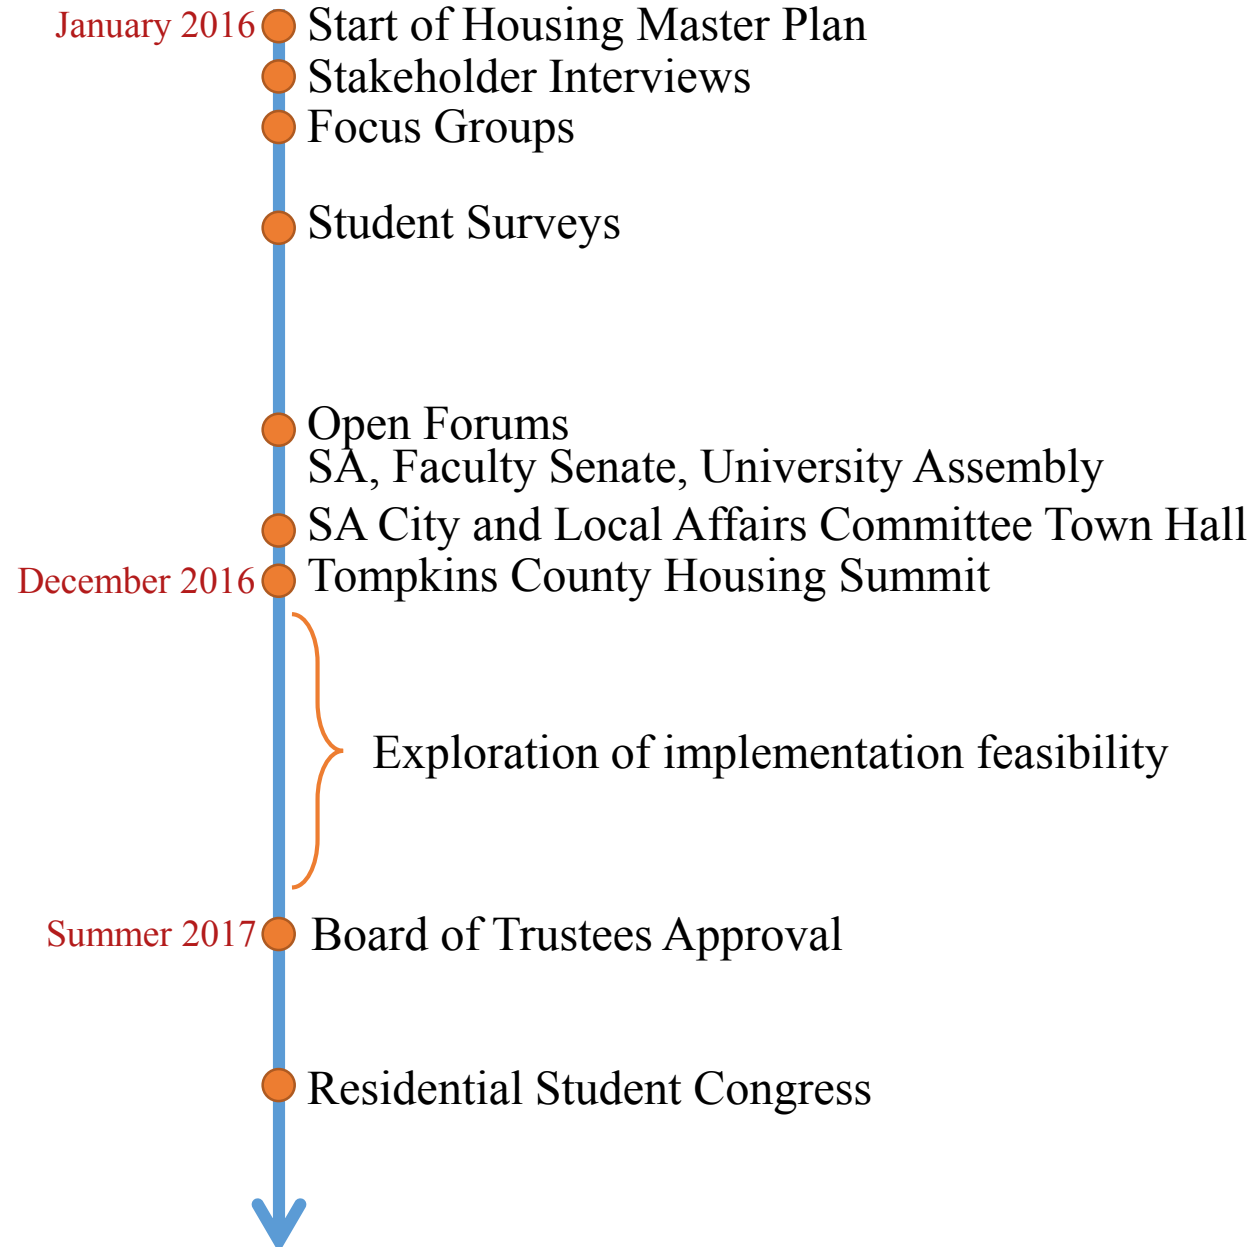 January 2016 Start of Housing Master Plan
Stakeholder Interviews
Focus Groups
Student Surveys
Open Forums
SA, Faculty Senate, University Assembly
SA City and Local Affairs Committee Town Hall
December 2016 Tompkins County Housing Summit
Exploration of implementation feasibility
Summer 2017 Board of Trustees Approval
Residential Student Congress